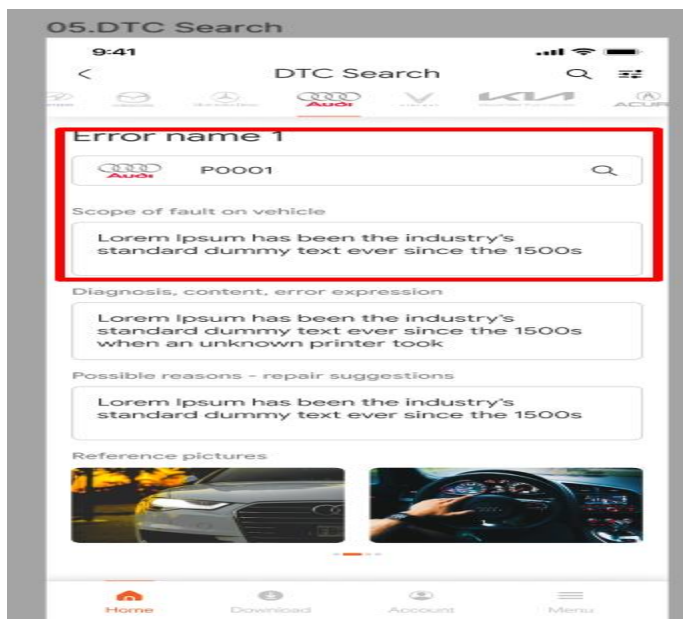 05.DTC Search
9:41
DTC Search
Audi
KIA
ACUR
Error name 1
Audi
P0001
Scope of fault on vehicle
Lorem Ipsum has been the industry's
standard dummy text ever since the 1500s
Diagnosis, content, error expression
Lorem Ipsum has been the industry's
standard dummy text ever since the 1500s
when an unknown printer took
Possible reasons - repair suggestions
Lorem Ipsum has been the industry's
standard dummy text ever since the 1500s
Reference pictures
Home
Download
Account
Menu